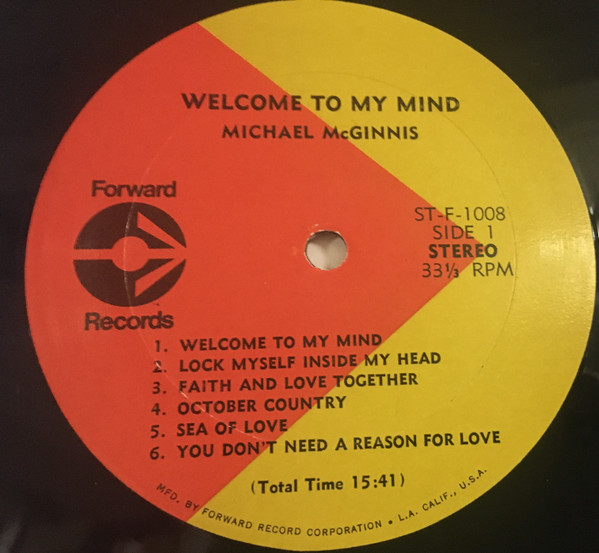 WELCOME TO MY MIND
MICHAEL McGINNIS
Forward
Records
ST-F-1008
SIDE 1
STEREO
33⅓ RPM
1. WELCOME TO MY MIND
2. LOCK MYSELF INSIDE MY HEAD
3. FAITH AND LOVE TOGETHER
4. OCTOBER COUNTRY
5. SEA OF LOVE
6. YOU DON'T NEED A REASON FOR LOVE
(Total Time 15:41)
MFD. BY FORWARD RECORD CORPORATION • L.A. CALIF., U.S.A.